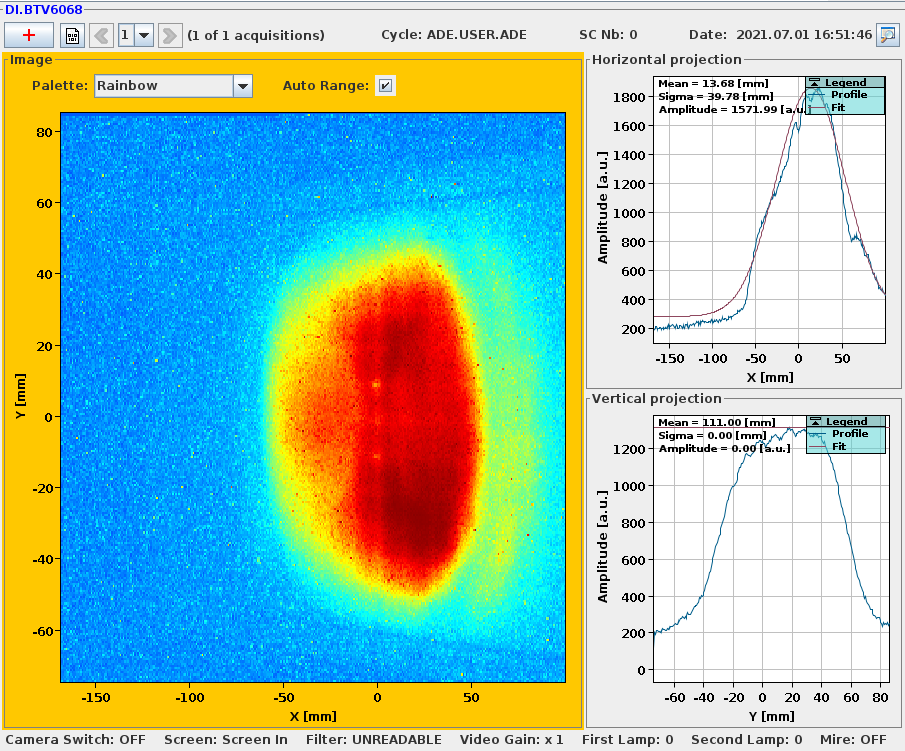 DI.BTV6068
1 (1 of 1 acquisitions) Cycle: ADE.USER.ADE SC Nb: 0 Date: 2021.07.01 16:51:46
Image
Palette: Rainbow Auto Range:
80
60
40
20
0
-20
-40
-60
Y [mm]
-150 -100 -50 0 50
X [mm]
Horizontal projection
Mean = 13.68 [mm]
Sigma = 39.78 [mm]
Amplitude = 1571.99 [a.u.]
Legend
Profile
Fit
1800
1600
1400
1200
1000
800
600
400
200
Amplitude [a.u.]
-150 -100 -50 0 50
X [mm]
Vertical projection
Mean = 111.00 [mm]
Sigma = 0.00 [mm]
Amplitude = 0.00 [a.u.]
Legend
Profile
Fit
1200
1000
800
600
400
200
0
Amplitude [a.u.]
-60 -40 -20 0 20 40 60 80
Y [mm]
Camera Switch: OFF Screen: Screen In Filter: UNREADABLE Video Gain: x 1 First Lamp: 0 Second Lamp: 0 Mire: OFF